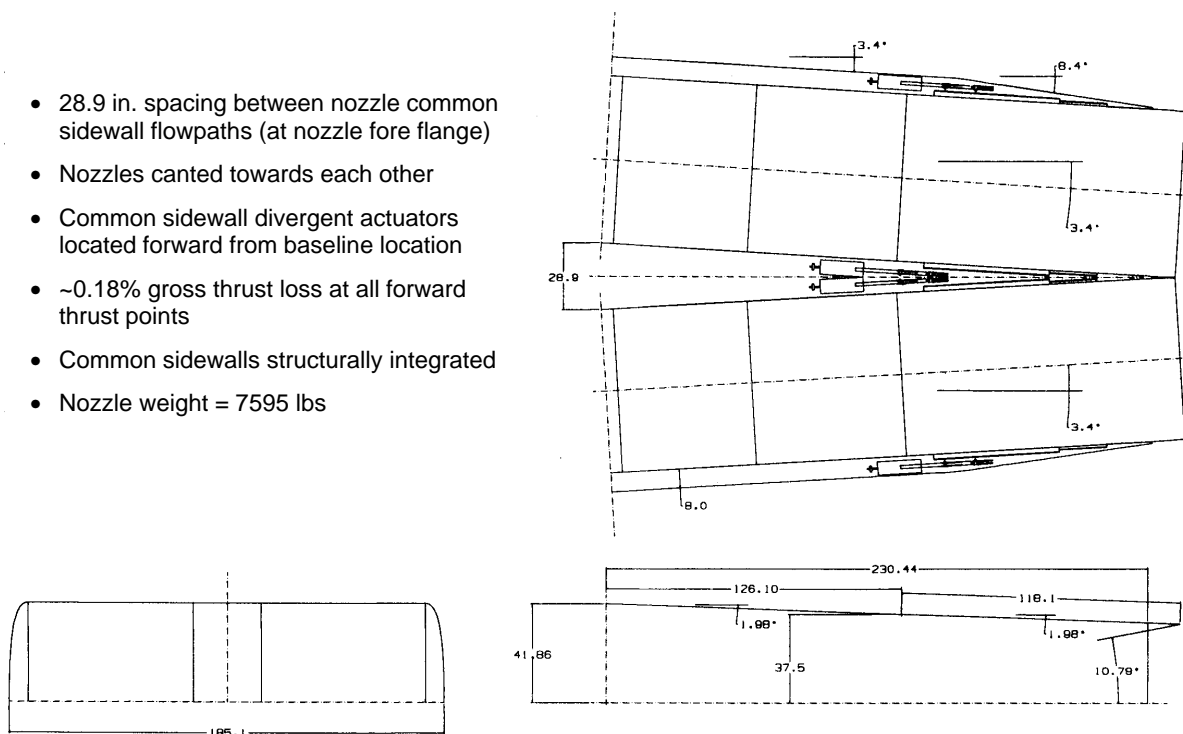 • 28.9 in. spacing between nozzle common
sidewall flowpaths (at nozzle fore flange)
• Nozzles canted towards each other
• Common sidewall divergent actuators
located forward from baseline location
• ~0.18% gross thrust loss at all forward
thrust points
• Common sidewalls structurally integrated
• Nozzle weight = 7595 lbs
3.4°
8.4°
3.4°
28.9
3.4°
8.0
230.44
126.10
118.1
1.98°
1.98°
41.86
37.5
10.79°
185.1